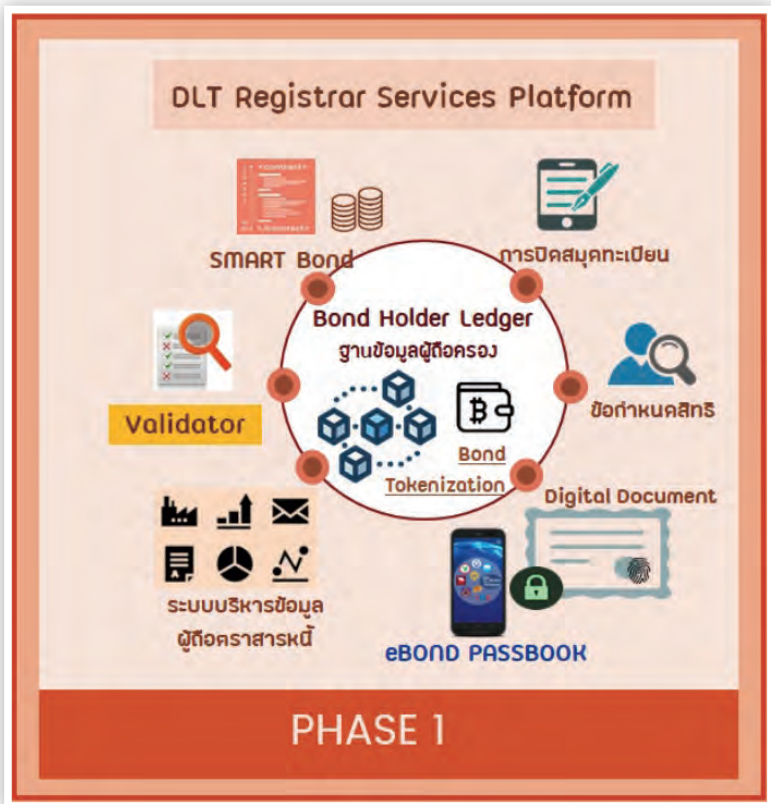 DLT Registrar Services Platform
SMART Bond
การปิดสมุดทะเบียน
Bond Holder Ledger
ฐานข้อมูลผู้ถือครอง
Validator
ข้อกำหนดสิทธิ
Bond
Tokenization
Digital Document
ระบบบริหารข้อมูล
ผู้ถือตราสารหนี้
eBOND PASSBOOK
PHASE 1